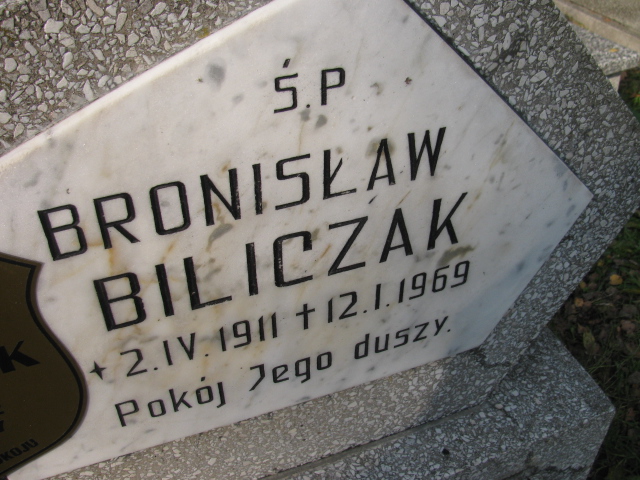 Ś.P
BRONISŁAW
BILICZAK
* 2.IV.1911 + 12.I.1969
Pokój Jego duszy.
K